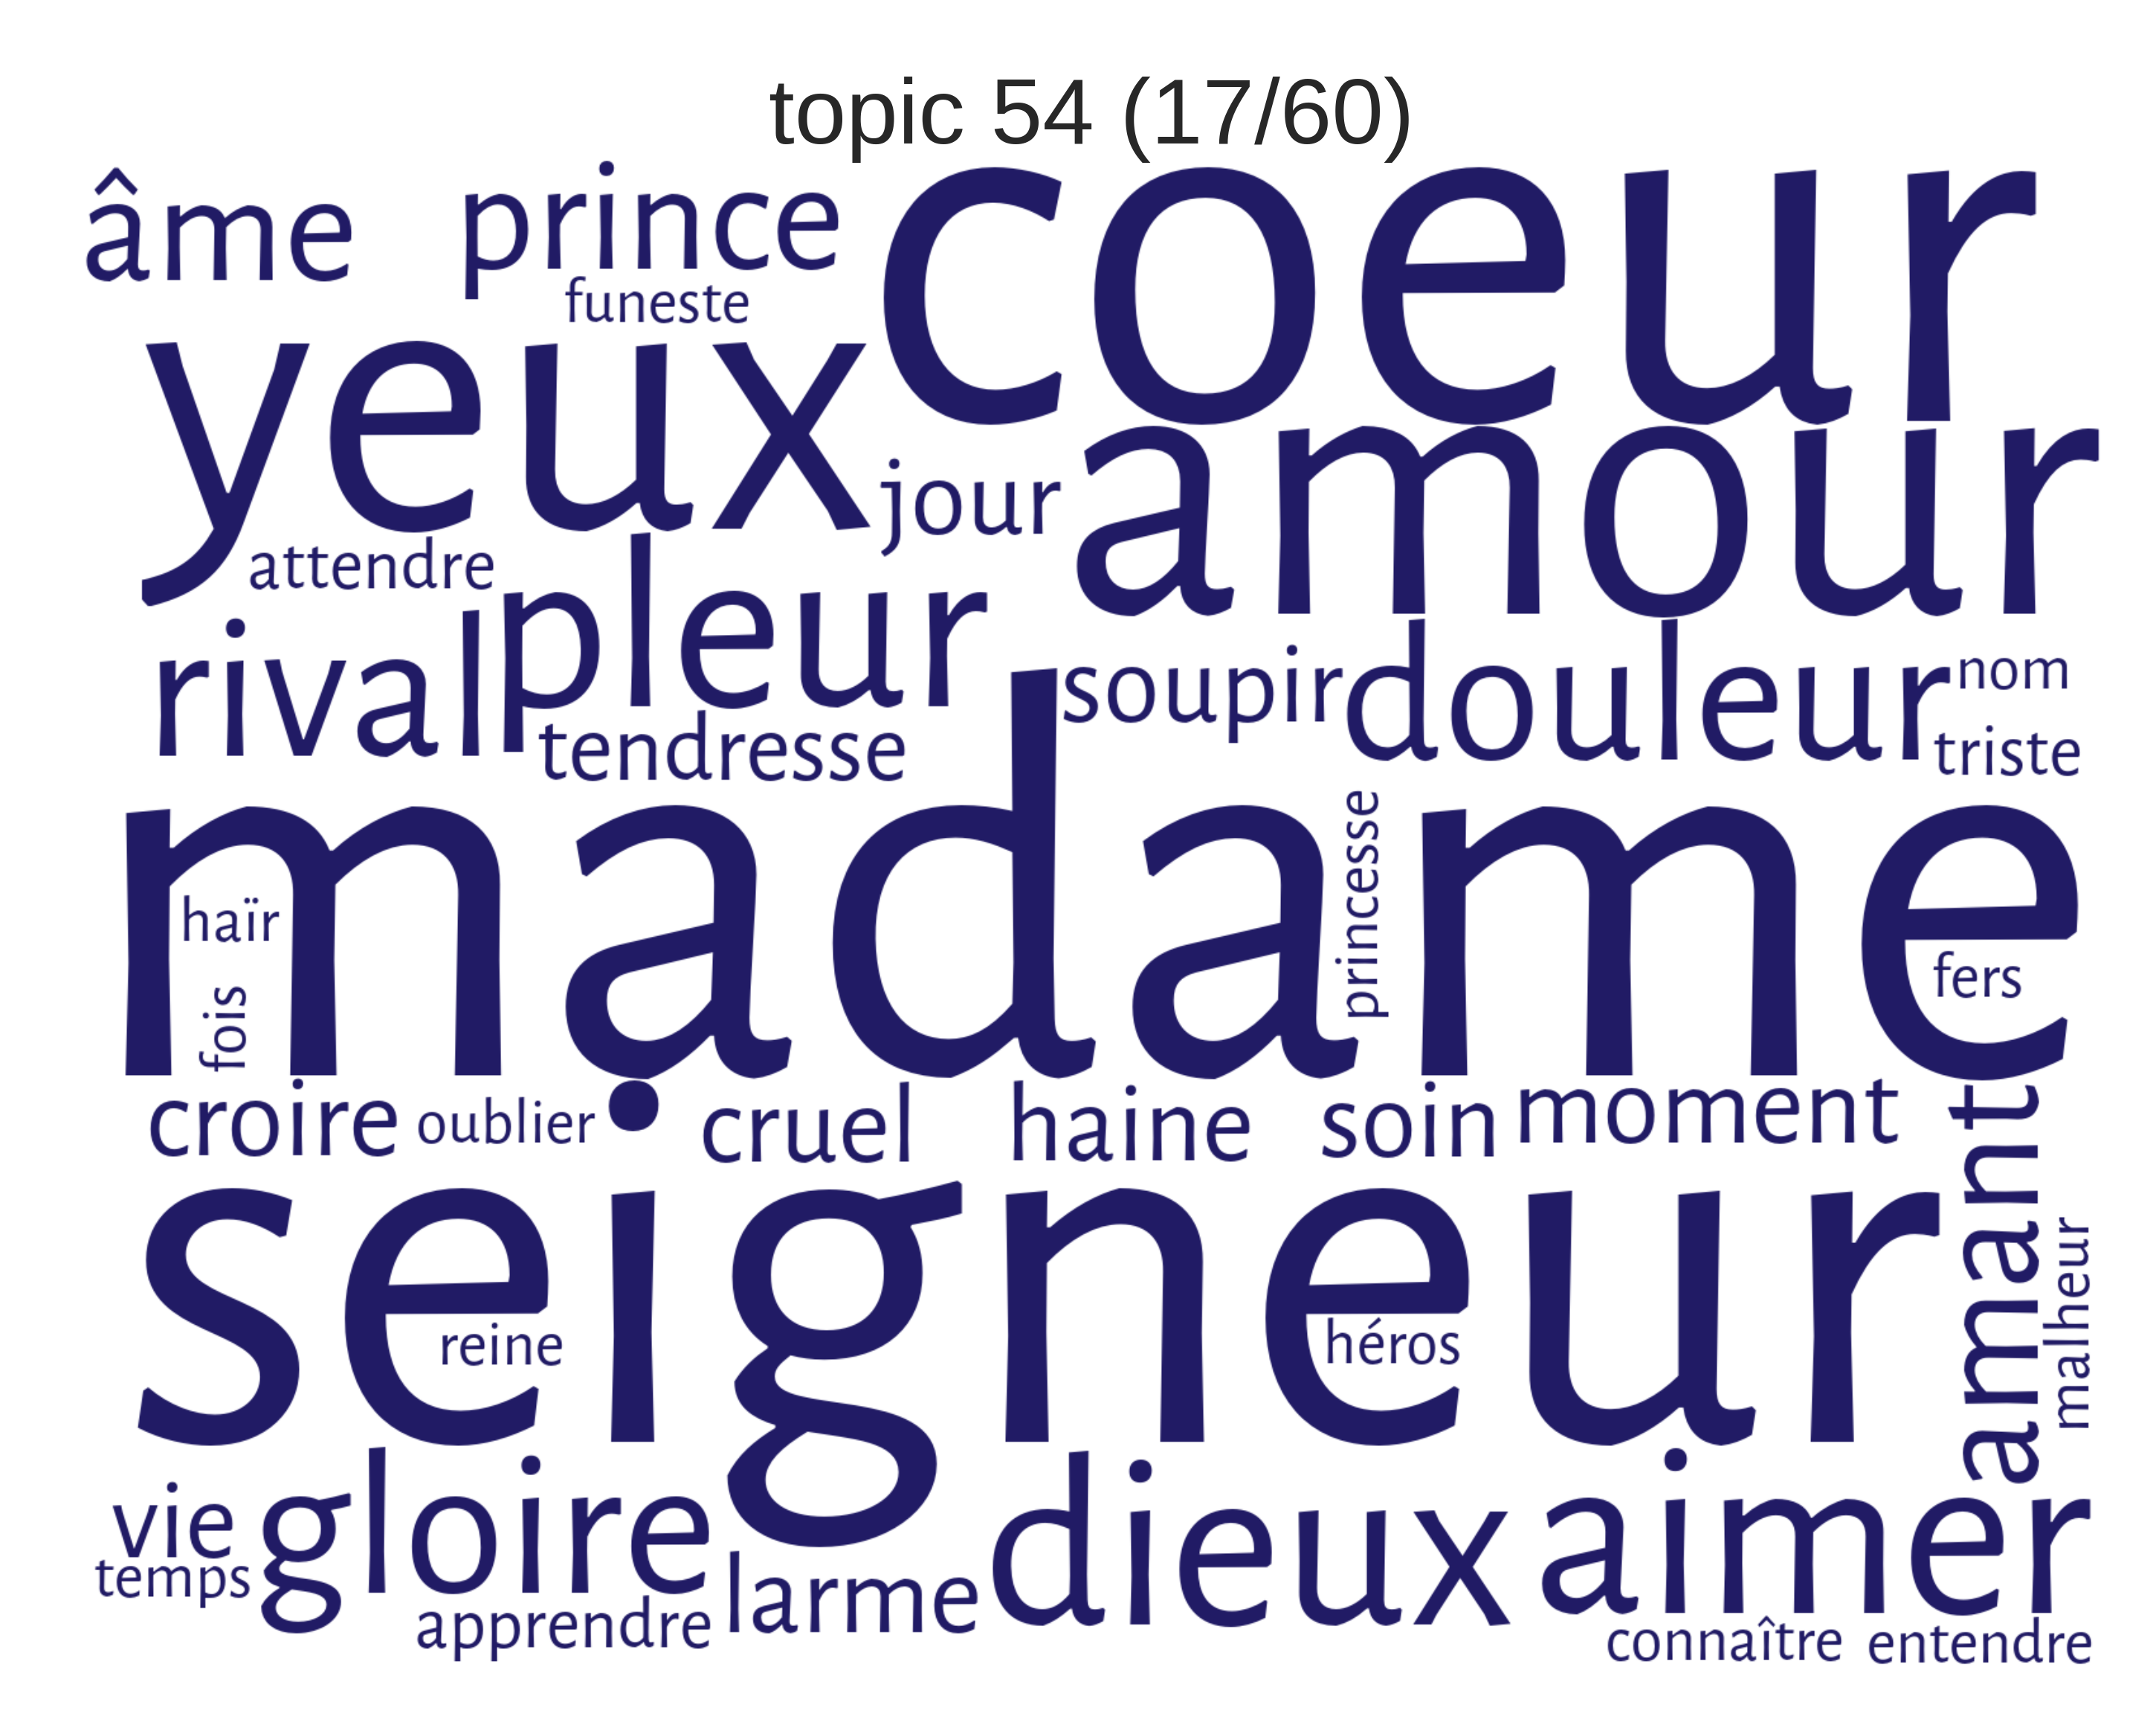 topic 54 (17/60)
âme prince coeur
funeste
yeux jour amour
attendre
rival pleur soupir douleur nom
tendresse triste
madame
haïr princesse fers
fois
croire oublier cruel haine soin moment
seigneur amant
reine héros malheur
vie gloire dieux aimer
temps larme
apprendre connaître entendre